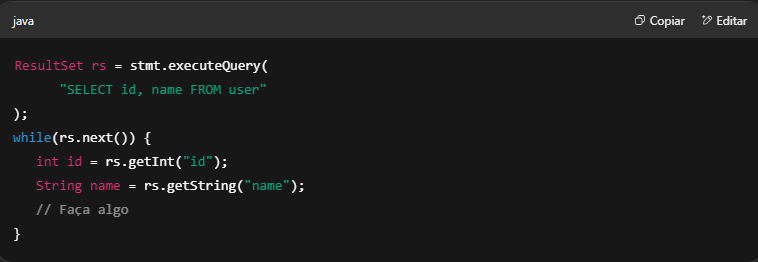 java Copiar Editar
ResultSet rs = stmt.executeQuery(
"SELECT id, name FROM user"
);
while(rs.next()) {
int id = rs.getInt("id");
String name = rs.getString("name");
// Faça algo
}